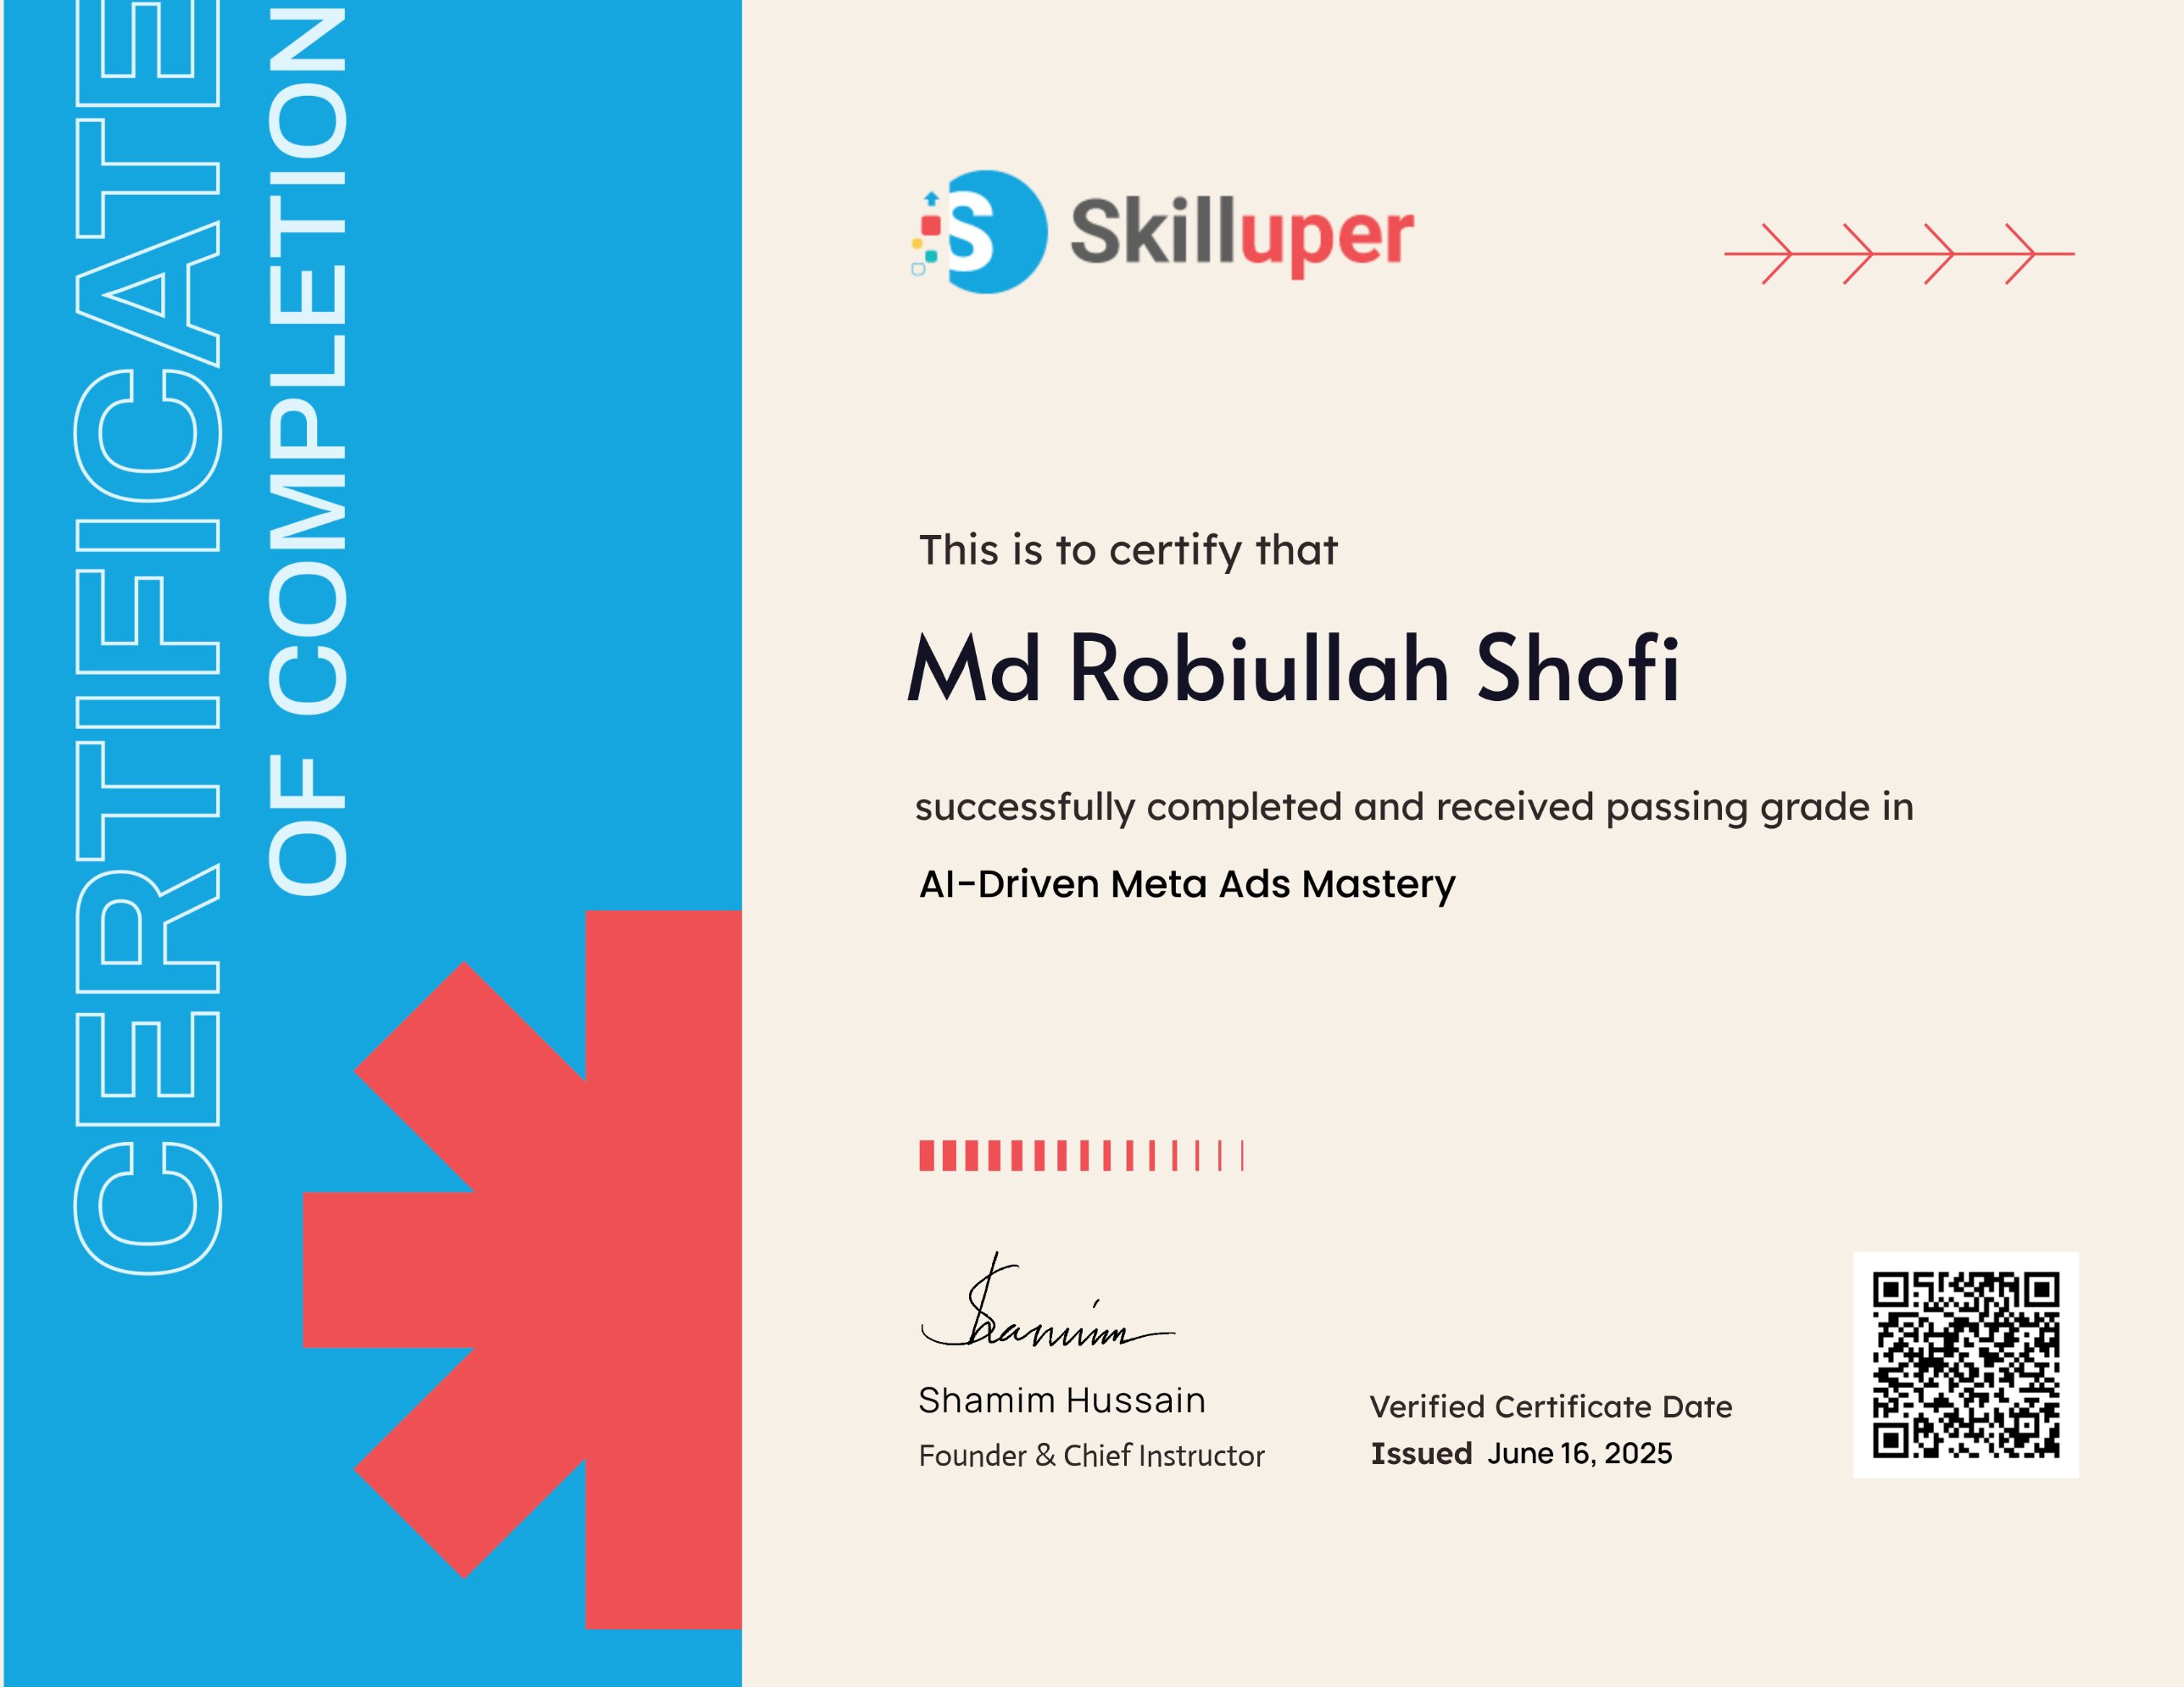 CERTIFICATE
OF COMPLETION
Skilluper
This is to certify that
Md Robiullah Shofi
successfully completed and received passing grade in
AI-Driven Meta Ads Mastery
Shamim
Shamim Hussain
Founder & Chief Instructor
Verified Certificate Date
Issued June 16, 2025